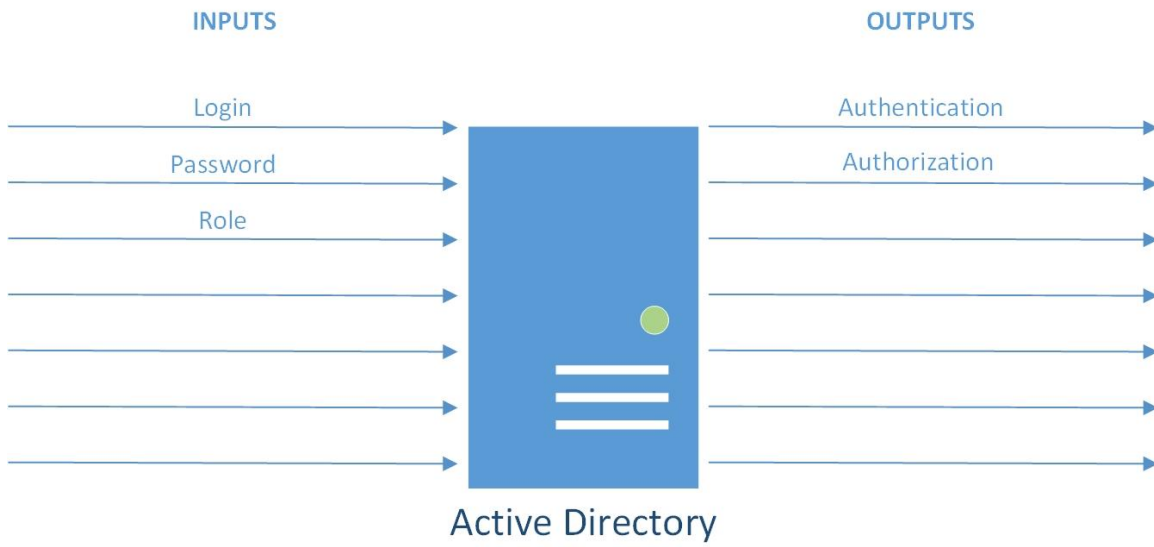 INPUTS
OUTPUTS
Login
Authentication
Password
Authorization
Role
Active Directory